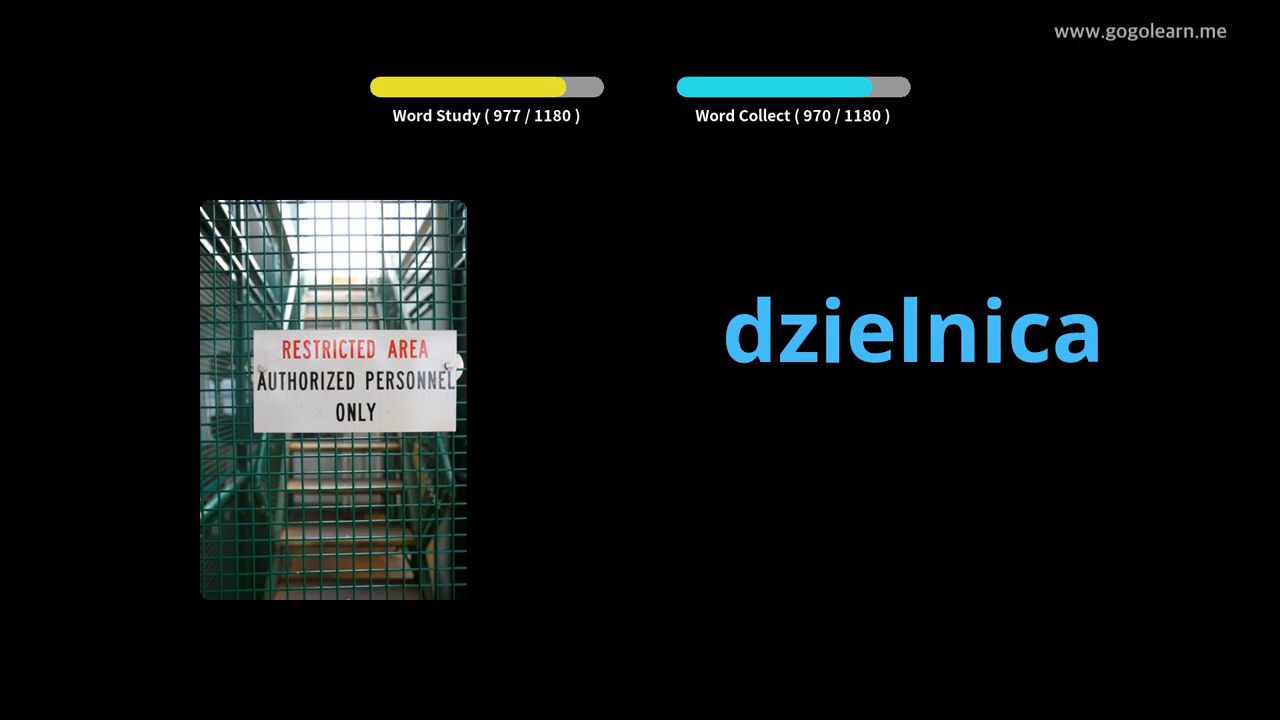 www.gogolearn.me
Word Study ( 977 / 1180 )
Word Collect ( 970 / 1180 )
RESTRICTED AREA
AUTHORIZED PERSONNEL
ONLY
dzielnica